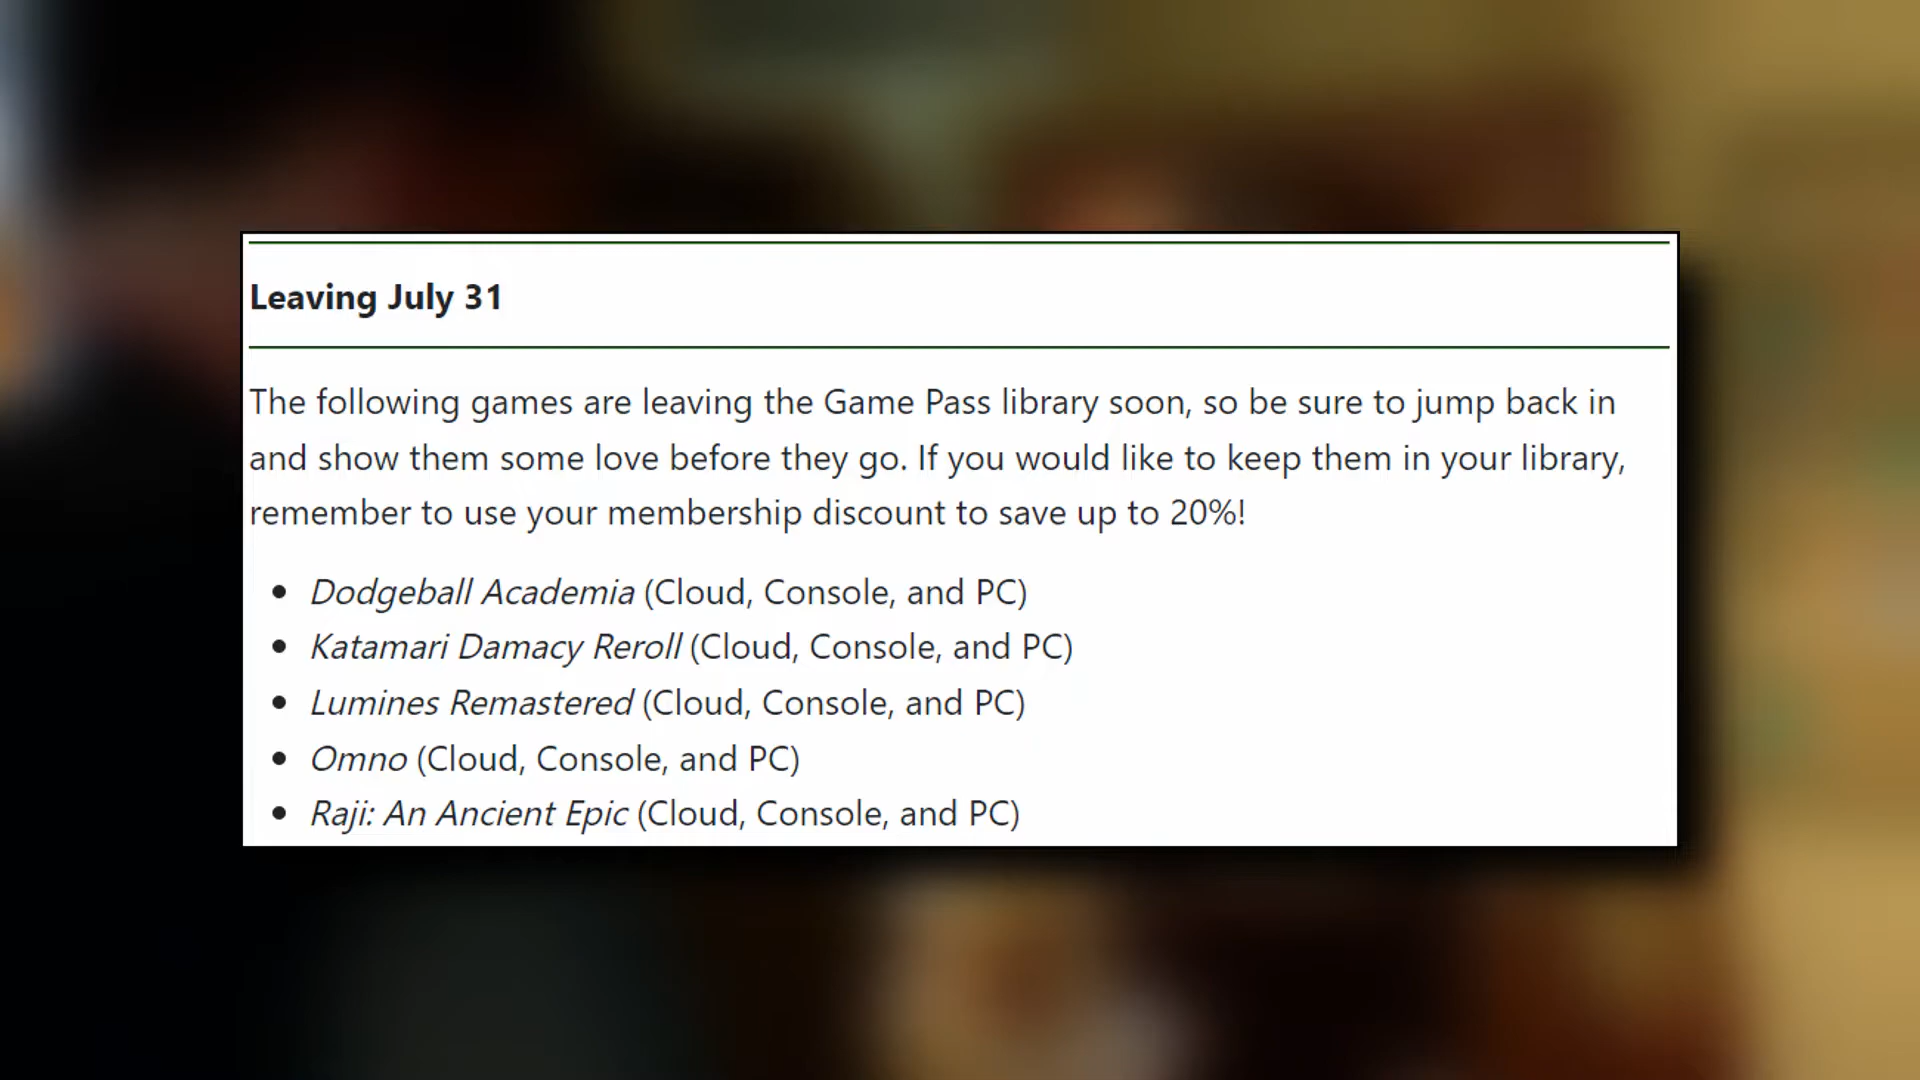 Leaving July 31
The following games are leaving the Game Pass library soon, so be sure to jump back in
and show them some love before they go. If you would like to keep them in your library,
remember to use your membership discount to save up to 20%!
• Dodgeball Academia (Cloud, Console, and PC)
• Katamari Damacy Reroll (Cloud, Console, and PC)
• Lumines Remastered (Cloud, Console, and PC)
• Omno (Cloud, Console, and PC)
• Raji: An Ancient Epic (Cloud, Console, and PC)